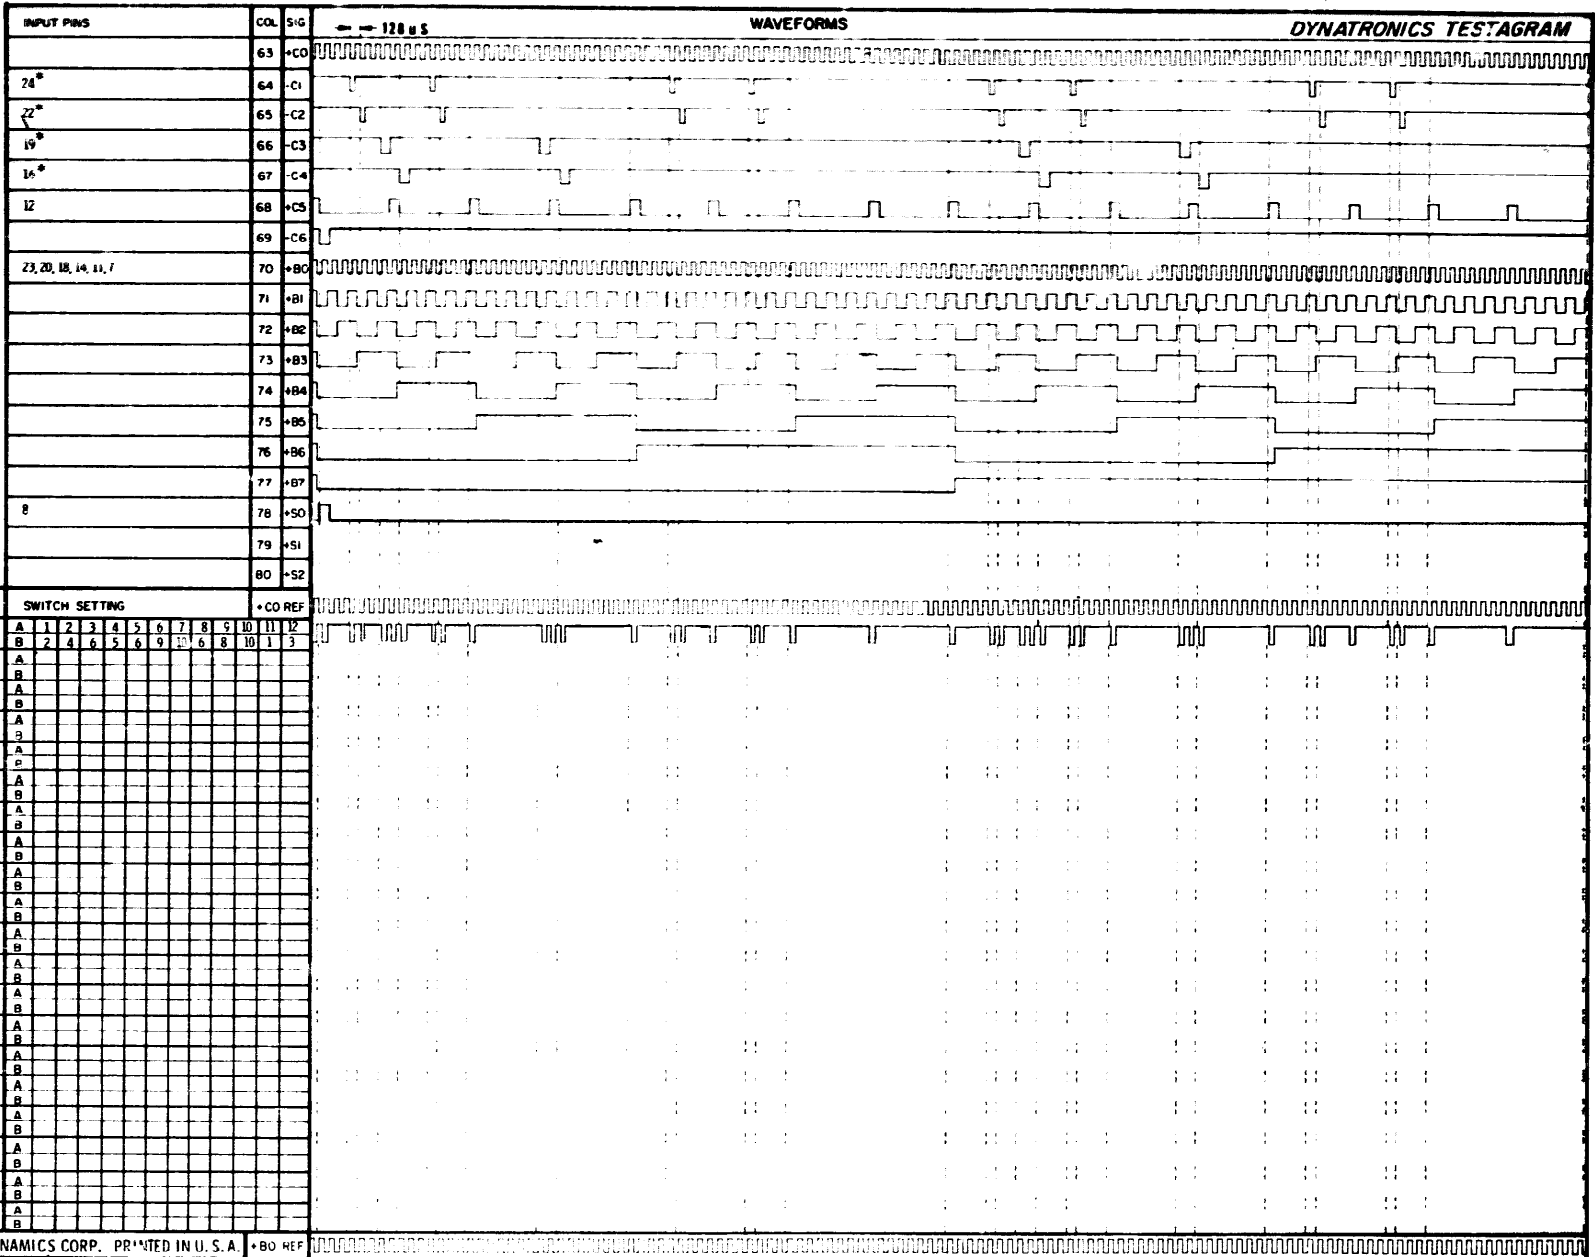 INPUT PINS COL SIG 128 uS WAVEFORMS DYNATRONICS TESTAGRAM
63 +C0
24* 64 -C1
22* 65 -C2
19* 66 -C3
16* 67 -C4
12 68 +C5
69 -C6
23, 20, 18, 14, 11, 7 70 +B0
71 +B1
72 +B2
73 +B3
74 +B4
75 +B5
76 +B6
77 +B7
8 78 +S0
79 +S1
80 +S2
SWITCH SETTING +CO REF
A 1 2 3 4 5 6 7 8 9 10 11 12
B 2 4 6 5 6 9 10 6 8 10 1 3
A
B
A
B
A
B
A
B
A
B
A
B
A
B
A
B
A
B
A
B
A
B
A
B
A
B
A
B
A
B
A
B
A
B
A
B
A
B
NAMICS CORP. PRINTED IN U.S.A. +BO REF